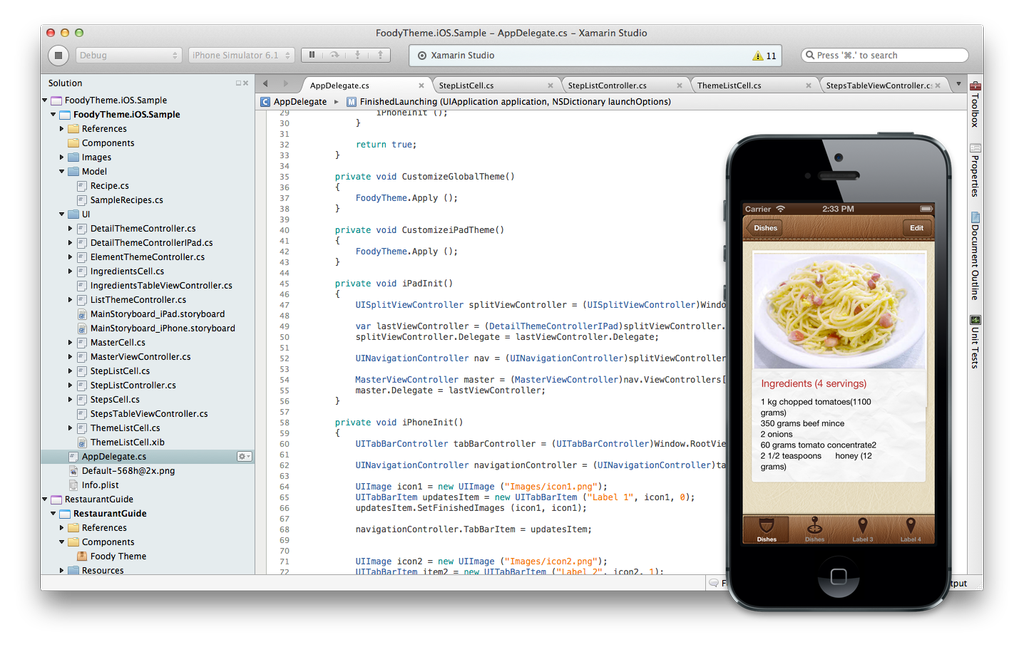 FoodyTheme.iOS.Sample – AppDelegate.cs – Xamarin Studio
Debug
iPhone Simulator 6.1
Xamarin Studio
11
Press '⌘.' to search
Solution
FoodyTheme.iOS.Sample
FoodyTheme.iOS.Sample
References
Components
Images
Model
Recipe.cs
SampleRecipes.cs
UI
DetailThemeController.cs
DetailThemeControllerIPad.cs
ElementThemeController.cs
IngredientsCell.cs
IngredientsTableViewController.cs
ListThemeController.cs
MainStoryboard_iPad.storyboard
MainStoryboard_iPhone.storyboard
MasterCell.cs
MasterViewController.cs
StepListCell.cs
StepListController.cs
StepsCell.cs
StepsTableViewController.cs
ThemeListCell.cs
ThemeListCell.xib
AppDelegate.cs
Default-568h@2x.png
Info.plist
RestaurantGuide
RestaurantGuide
References
Components
Foody Theme
Resources
AppDelegate.cs
StepListCell.cs
StepListController.cs
ThemeListCell.cs
StepsTableViewController.c
C AppDelegate
M FinishedLaunching (UIApplication application, NSDictionary launchOptions)
29 iPhoneInit ();
30 }
31
32 return true;
33 }
34
35 private void CustomizeGlobalTheme()
36 {
37 FoodyTheme.Apply ();
38 }
39
40 private void CustomizeiPadTheme()
41 {
42 FoodyTheme.Apply ();
43 }
44
45 private void iPadInit()
46 {
47 UISplitViewController splitViewController = (UISplitViewController)Windo
48
49 var lastViewController = (DetailThemeControllerIPad)splitViewController.
50 splitViewController.Delegate = lastViewController.Delegate;
51
52 UINavigationController nav = (UINavigationController)splitViewController
53
54 MasterViewController master = (MasterViewController)nav.ViewControllers[
55 master.Delegate = lastViewController;
56 }
57
58 private void iPhoneInit()
59 {
60 UITabBarController tabBarController = (UITabBarController)Window.RootView
61
62 UINavigationController navigationController = (UINavigationController)ta
63
64 UIImage icon1 = new UIImage ("Images/icon1.png");
65 UITabBarItem updatesItem = new UITabBarItem ("Label 1", icon1, 0);
66 updatesItem.SetFinishedImages (icon1, icon1);
67
68 navigationController.TabBarItem = updatesItem;
69
70
71 UIImage icon2 = new UIImage ("Images/icon2.png");
72 UITabBarItem item2 = new UITabBarItem ("Label 2", icon2, 1);
Toolbox
Properties
Document Outline
Unit Tests
F
tput
Carrier
2:33 PM
Dishes
Edit
Ingredients (4 servings)
1 kg chopped tomatoes(1100
grams)
350 grams beef mince
2 onions
60 grams tomato concentrate2
2 1/2 teaspoons honey (12
grams)
Dishes
Dishes
Label 3
Label 4